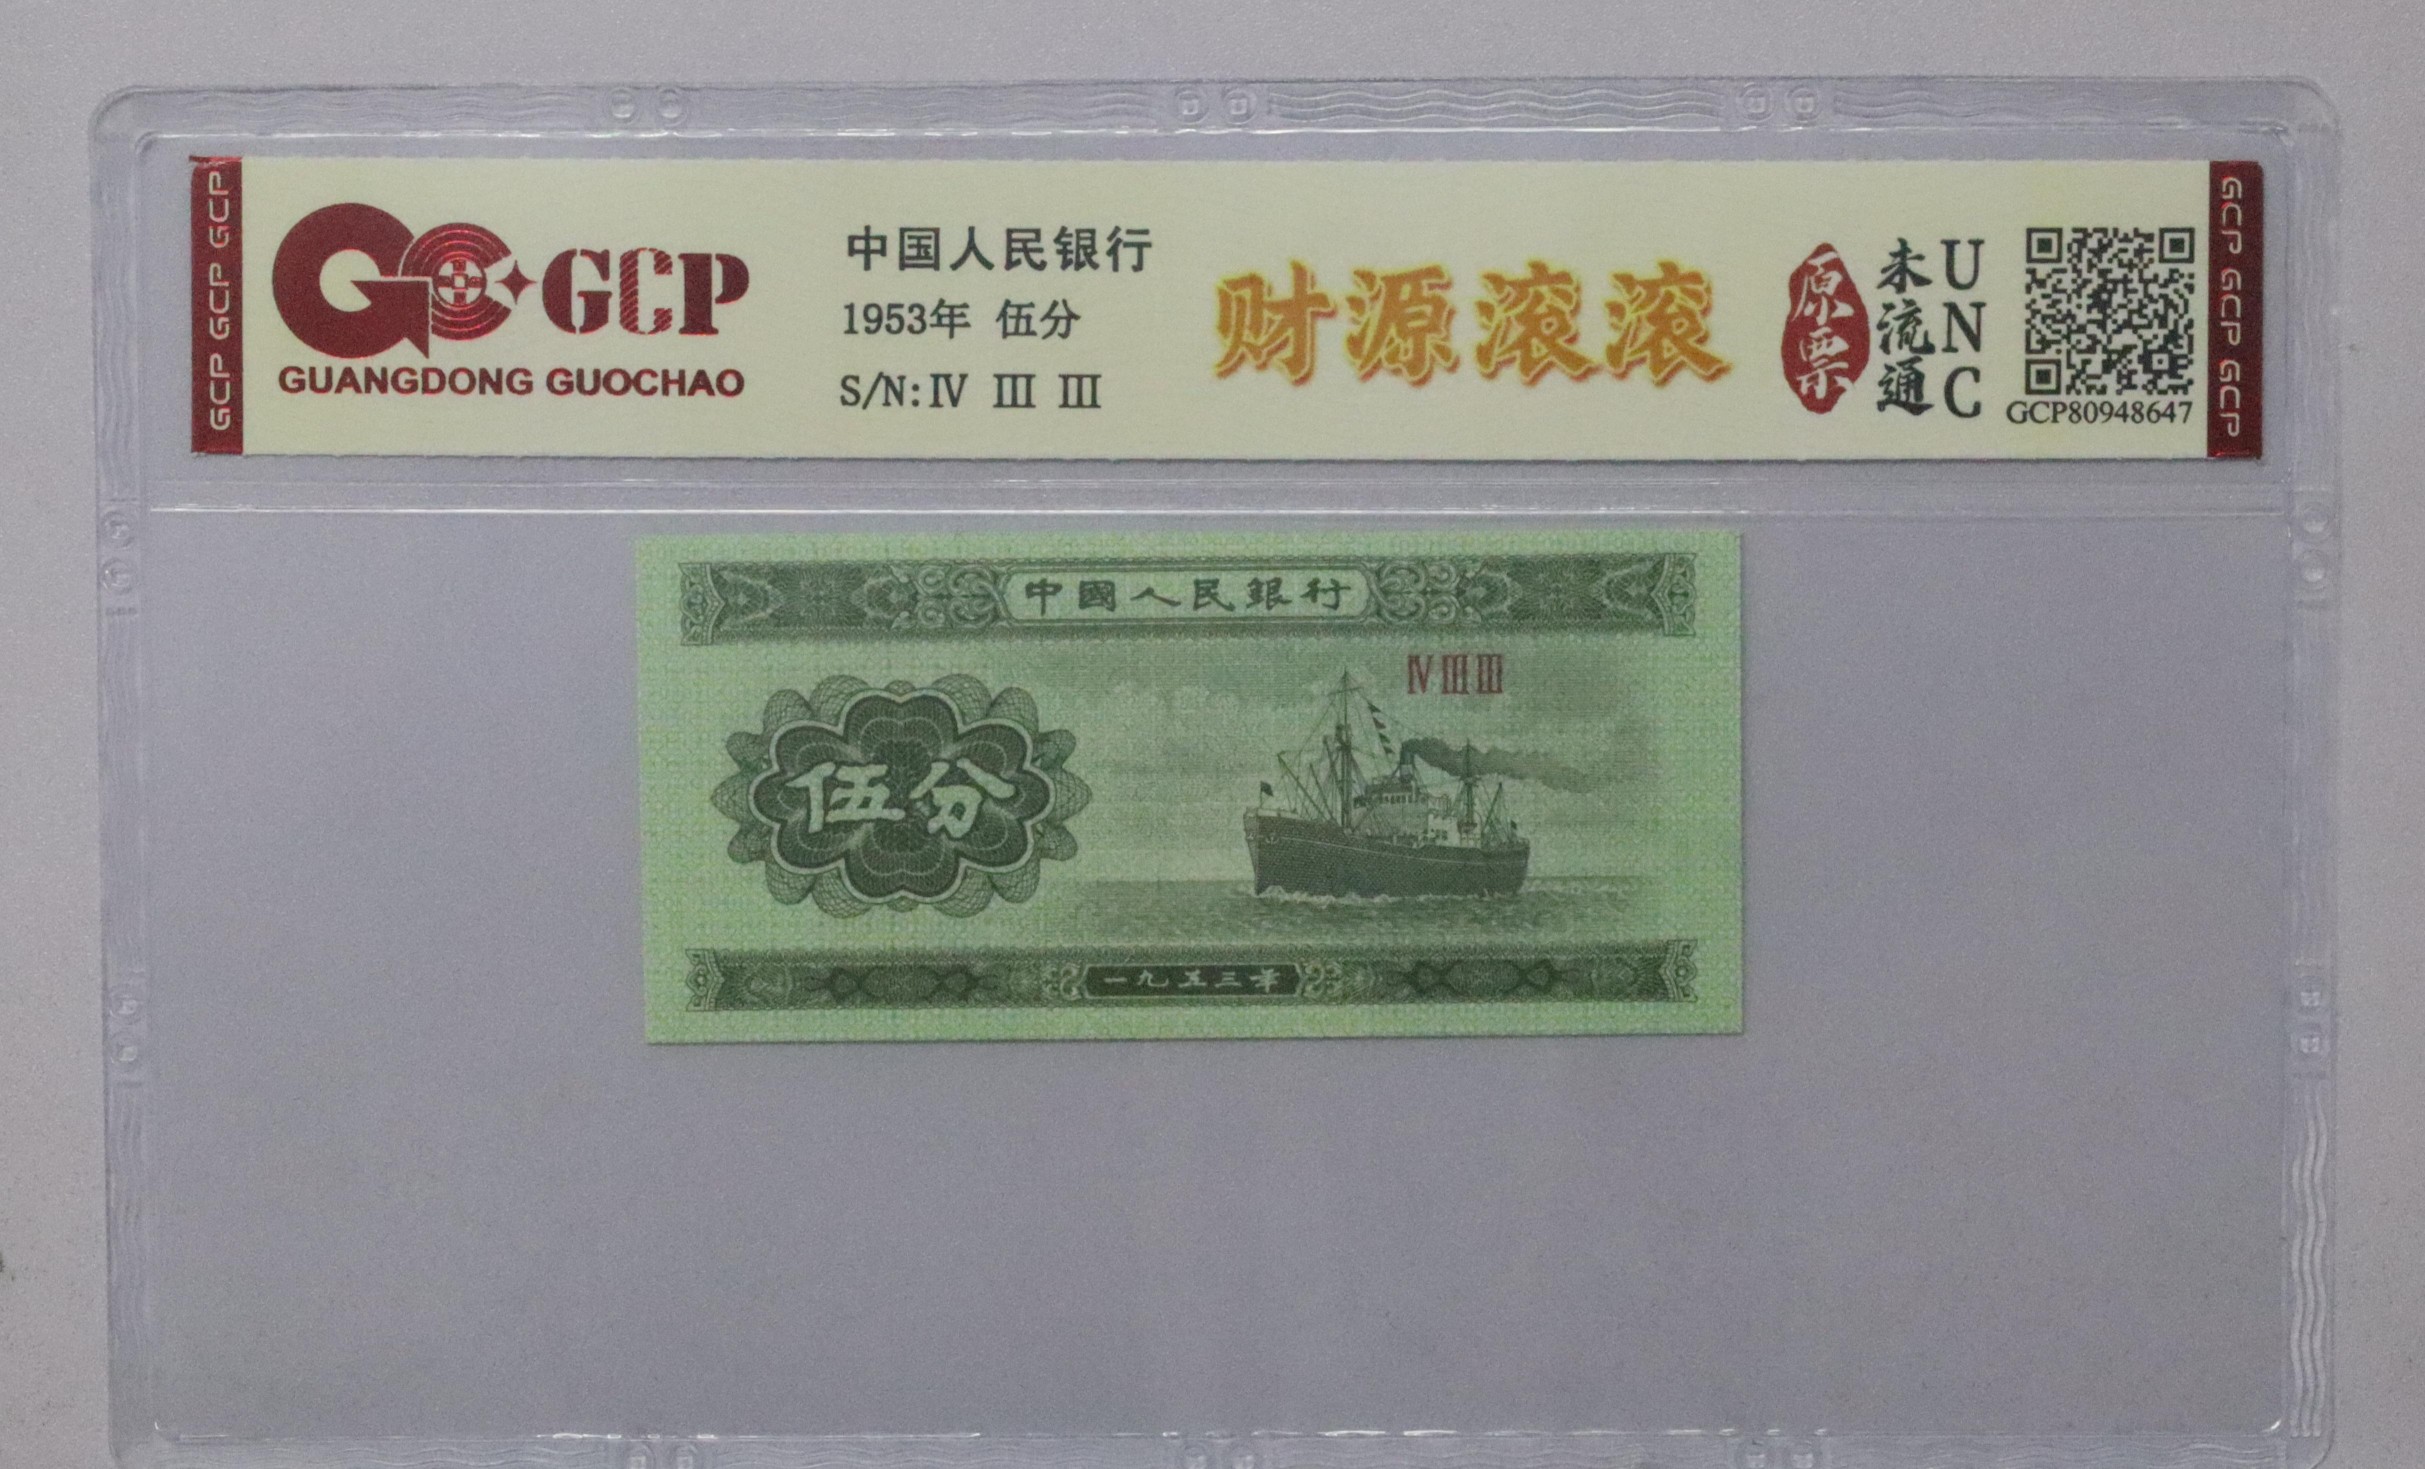 GCP GCP GCP
GCP
GUANGDONG GUOCHAO
中国人民银行
1953年 伍分
S/N: IV III III
财源滚滚
原票
未流通
UNC
GCP80948647
GCP GCP GCP
中國人民銀行
IV III III
伍分
一九五三年